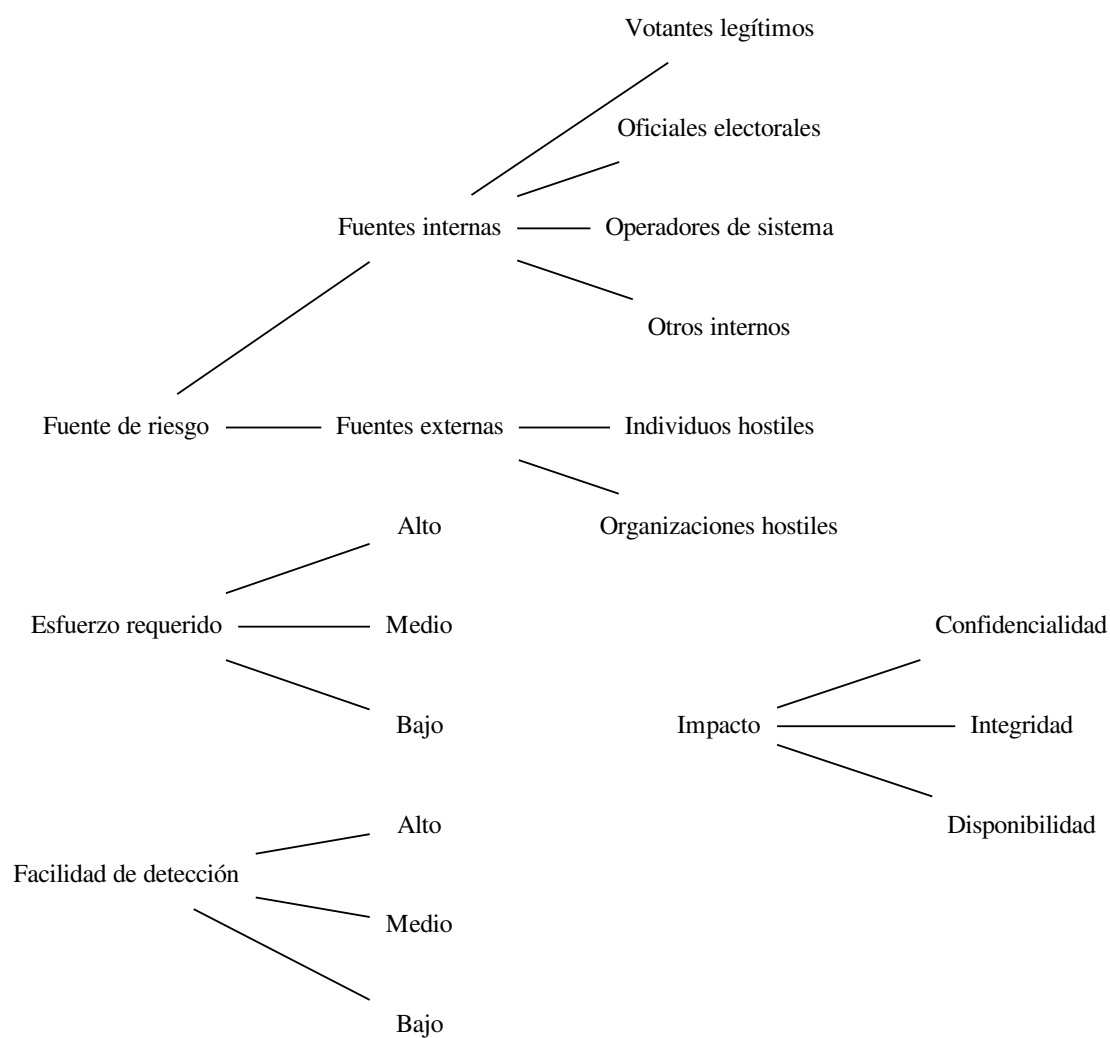 Votantes legítimos
Oficiales electorales
Fuentes internas
Operadores de sistema
Otros internos
Fuente de riesgo
Fuentes externas
Individuos hostiles
Organizaciones hostiles
Esfuerzo requerido
Alto
Medio
Bajo
Impacto
Confidencialidad
Integridad
Disponibilidad
Facilidad de detección
Alto
Medio
Bajo